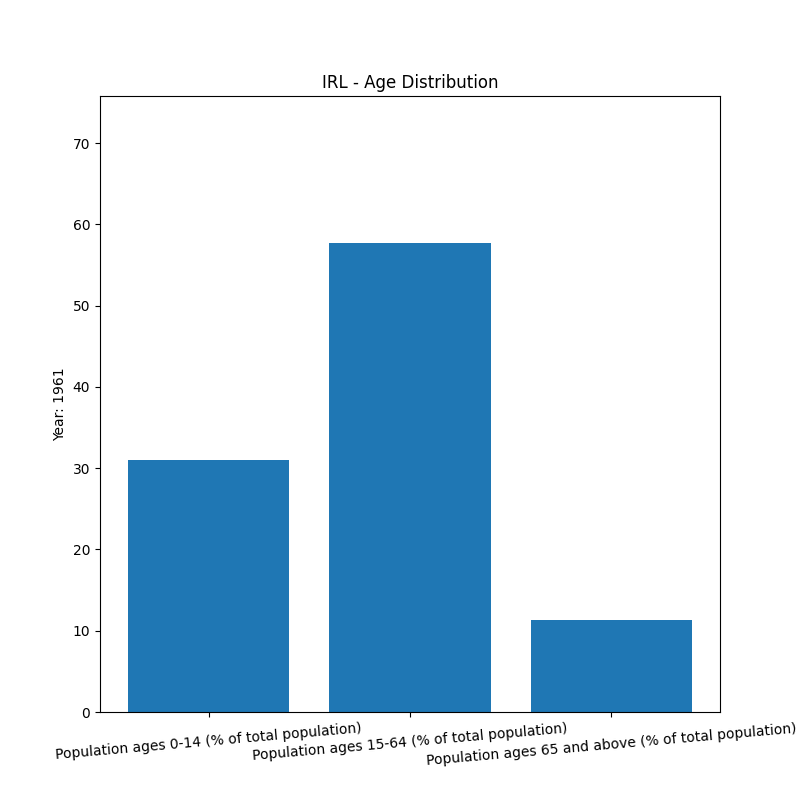 IRL - Age Distribution
70
60
50
40
30
20
10
0
Year: 1961
Population ages 0-14 (% of total population)
Population ages 15-64 (% of total population)
Population ages 65 and above (% of total population)